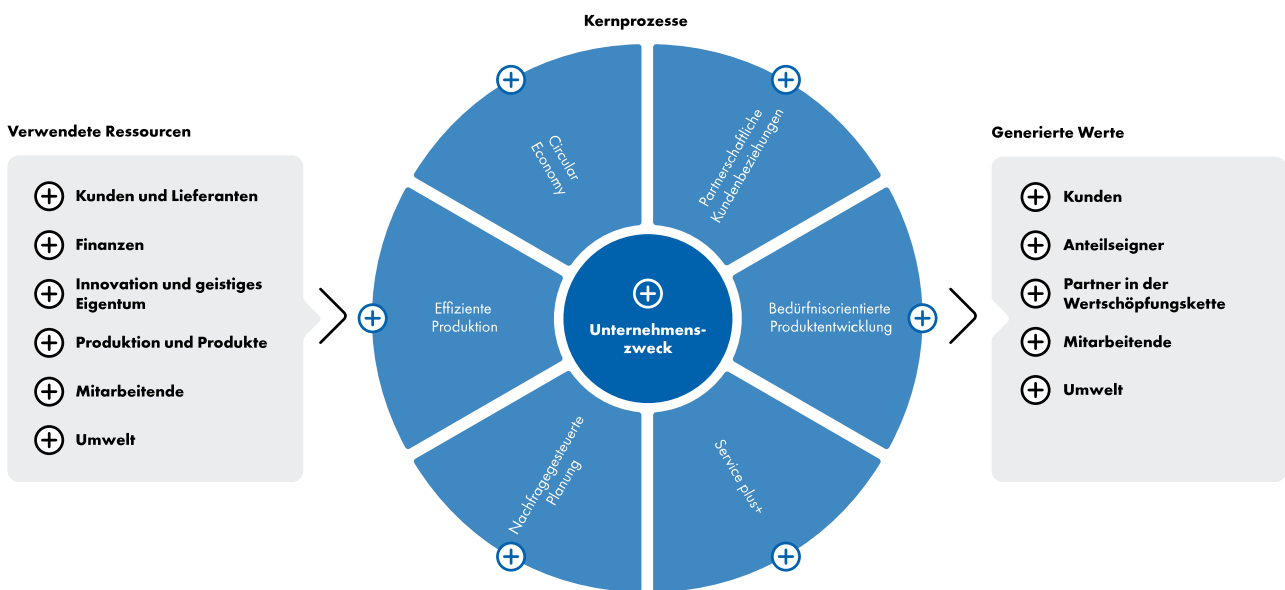 Kernprozesse
Verwendete Ressourcen
Kunden und Lieferanten
Finanzen
Innovation und geistiges
Eigentum
Produktion und Produkte
Mitarbeitende
Umwelt
Circular
Economy
Partnerschaftliche
Kundenbeziehungen
Effiziente
Produktion
Unternehmens-
zweck
Bedürfnisorientierte
Produktentwicklung
Nachfragegesteuerte
Planung
Service plus+
Generierte Werte
Kunden
Anteilseigner
Partner in der
Wertschöpfungskette
Mitarbeitende
Umwelt